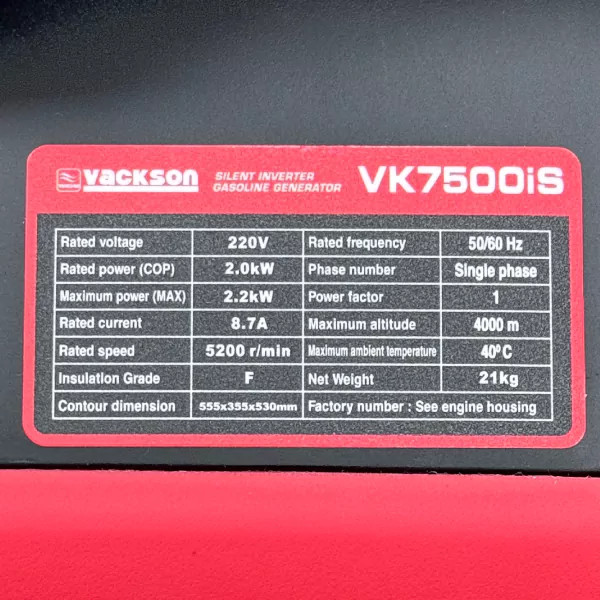 VACKSON
SILENT INVERTER
GASOLINE GENERATOR
VK7500iS
Rated voltage 220V Rated frequency 50/60 Hz
Rated power (COP) 2.0kW Phase number Single phase
Maximum power (MAX) 2.2kW Power factor 1
Rated current 8.7A Maximum altitude 4000 m
Rated speed 5200 r/min Maximum ambient temperature 40ºC
Insulation Grade F Net Weight 21kg
Contour dimension 555x355x530mm Factory number : See engine housing